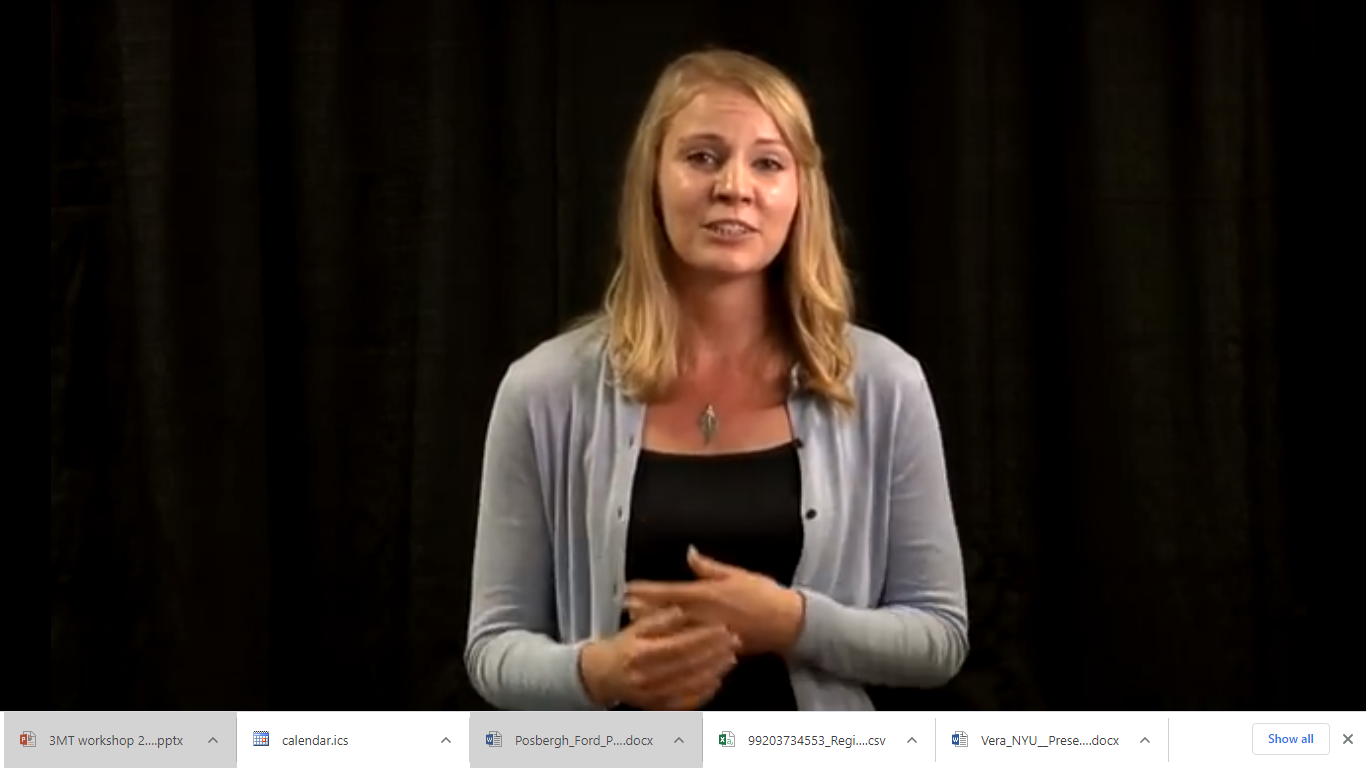 3MT workshop 2....pptx
calendar.ics
Posbergh_Ford_P....docx
99203734553_Regi....csv
Vera_NYU__Prese....docx
Show all